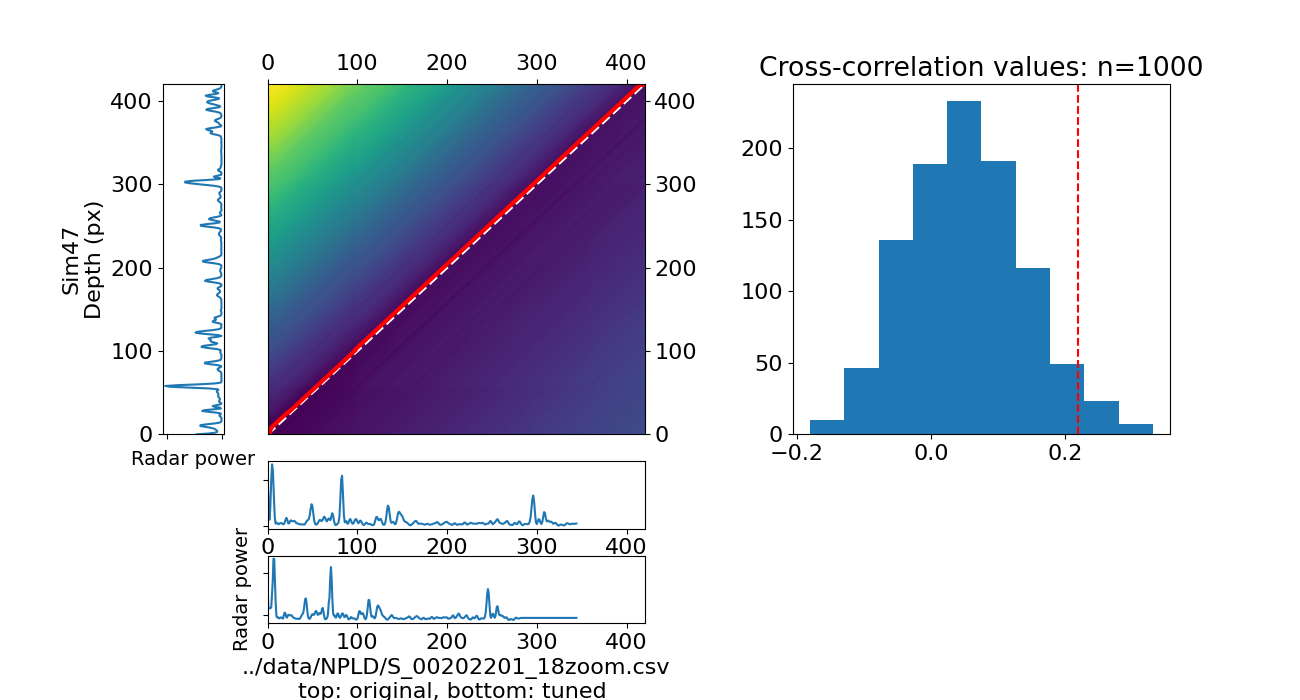 0 100 200 300 400
Cross-correlation values: n=1000
400
300
200
100
0
Sim47
Depth (px)
Radar power
400
300
200
100
0
200
150
100
50
0
−0.2 0.0 0.2
0 100 200 300 400
Radar power
0 100 200 300 400
../data/NPLD/S_00202201_18zoom.csv
top: original, bottom: tuned